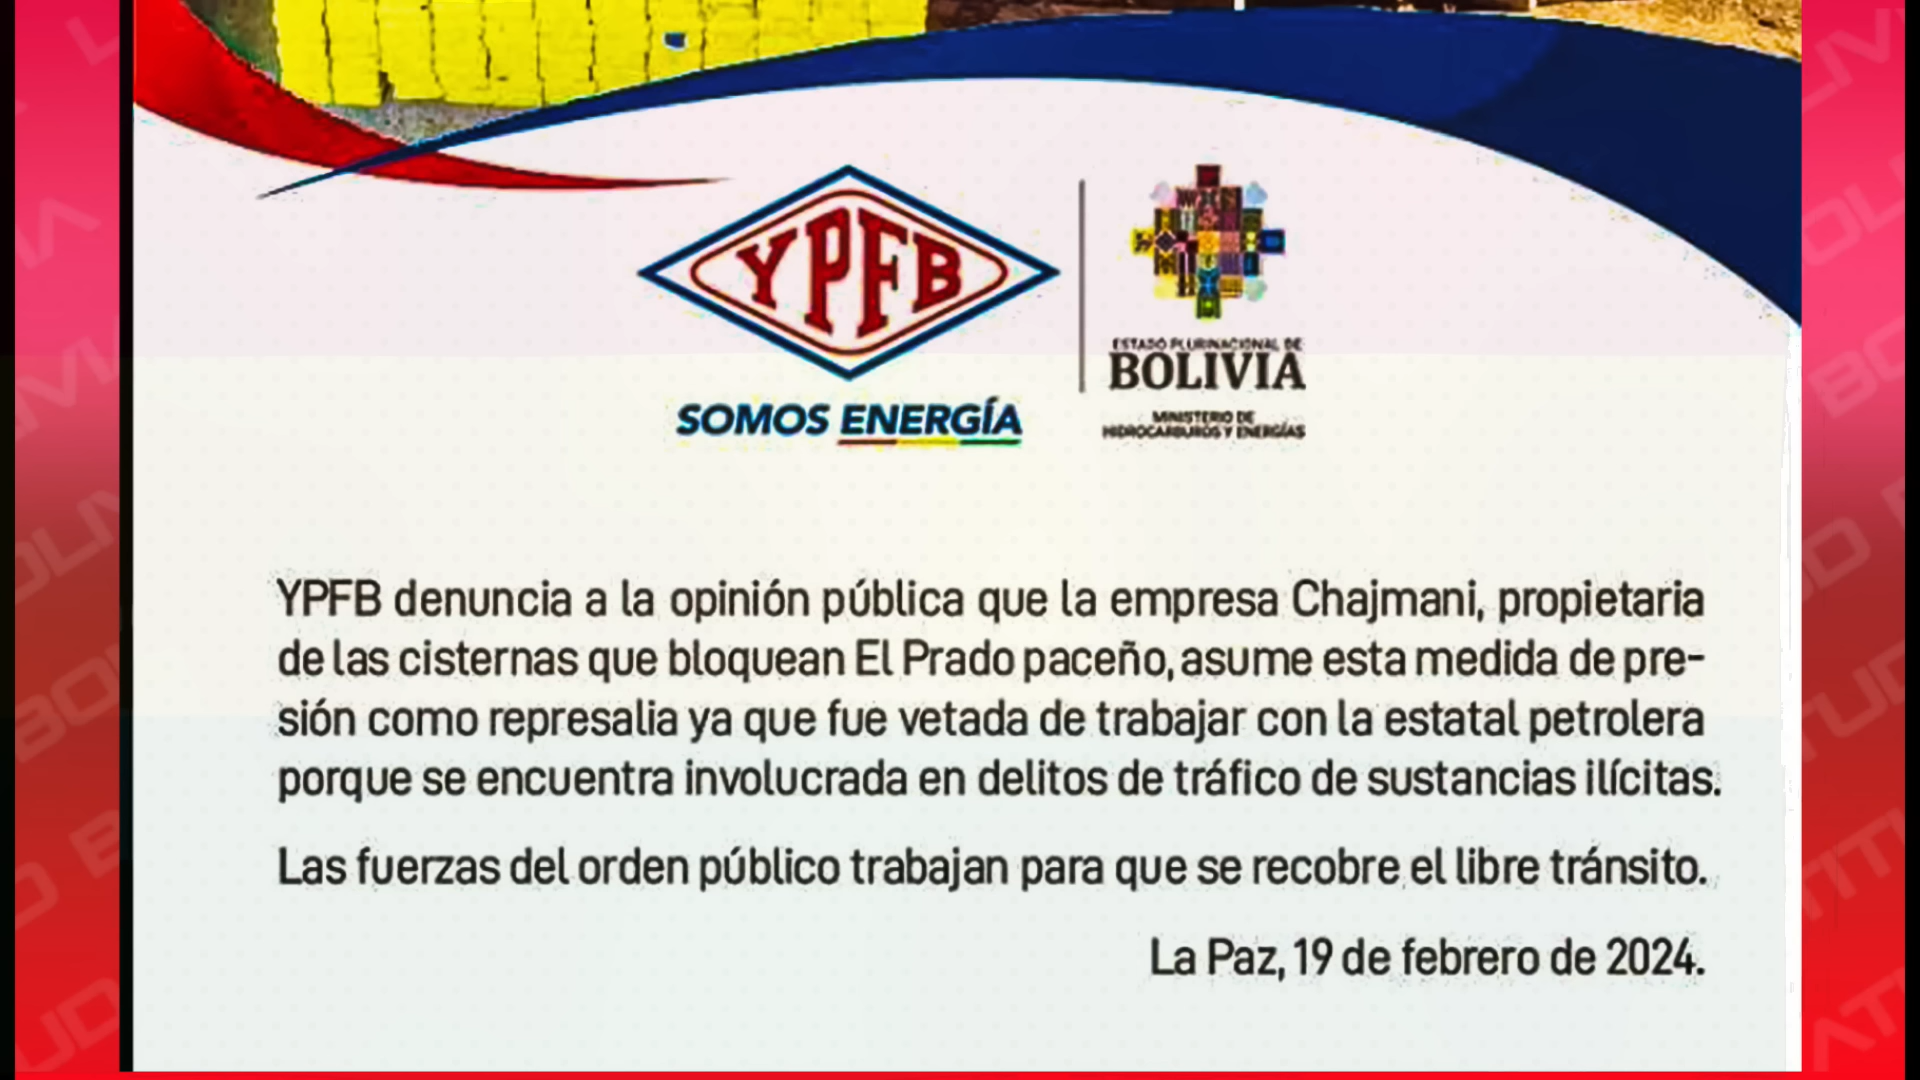 YPFB
SOMOS ENERGÍA
ESTADO PLURINACIONAL DE
BOLIVIA
MINISTERIO DE
HIDROCARBUROS Y ENERGÍAS
YPFB denuncia a la opinión pública que la empresa Chajmani, propietaria
de las cisternas que bloquean El Prado paceño, asume esta medida de pre-
sión como represalia ya que fue vetada de trabajar con la estatal petrolera
porque se encuentra involucrada en delitos de tráfico de sustancias ilícitas.
Las fuerzas del orden público trabajan para que se recobre el libre tránsito.
La Paz, 19 de febrero de 2024.